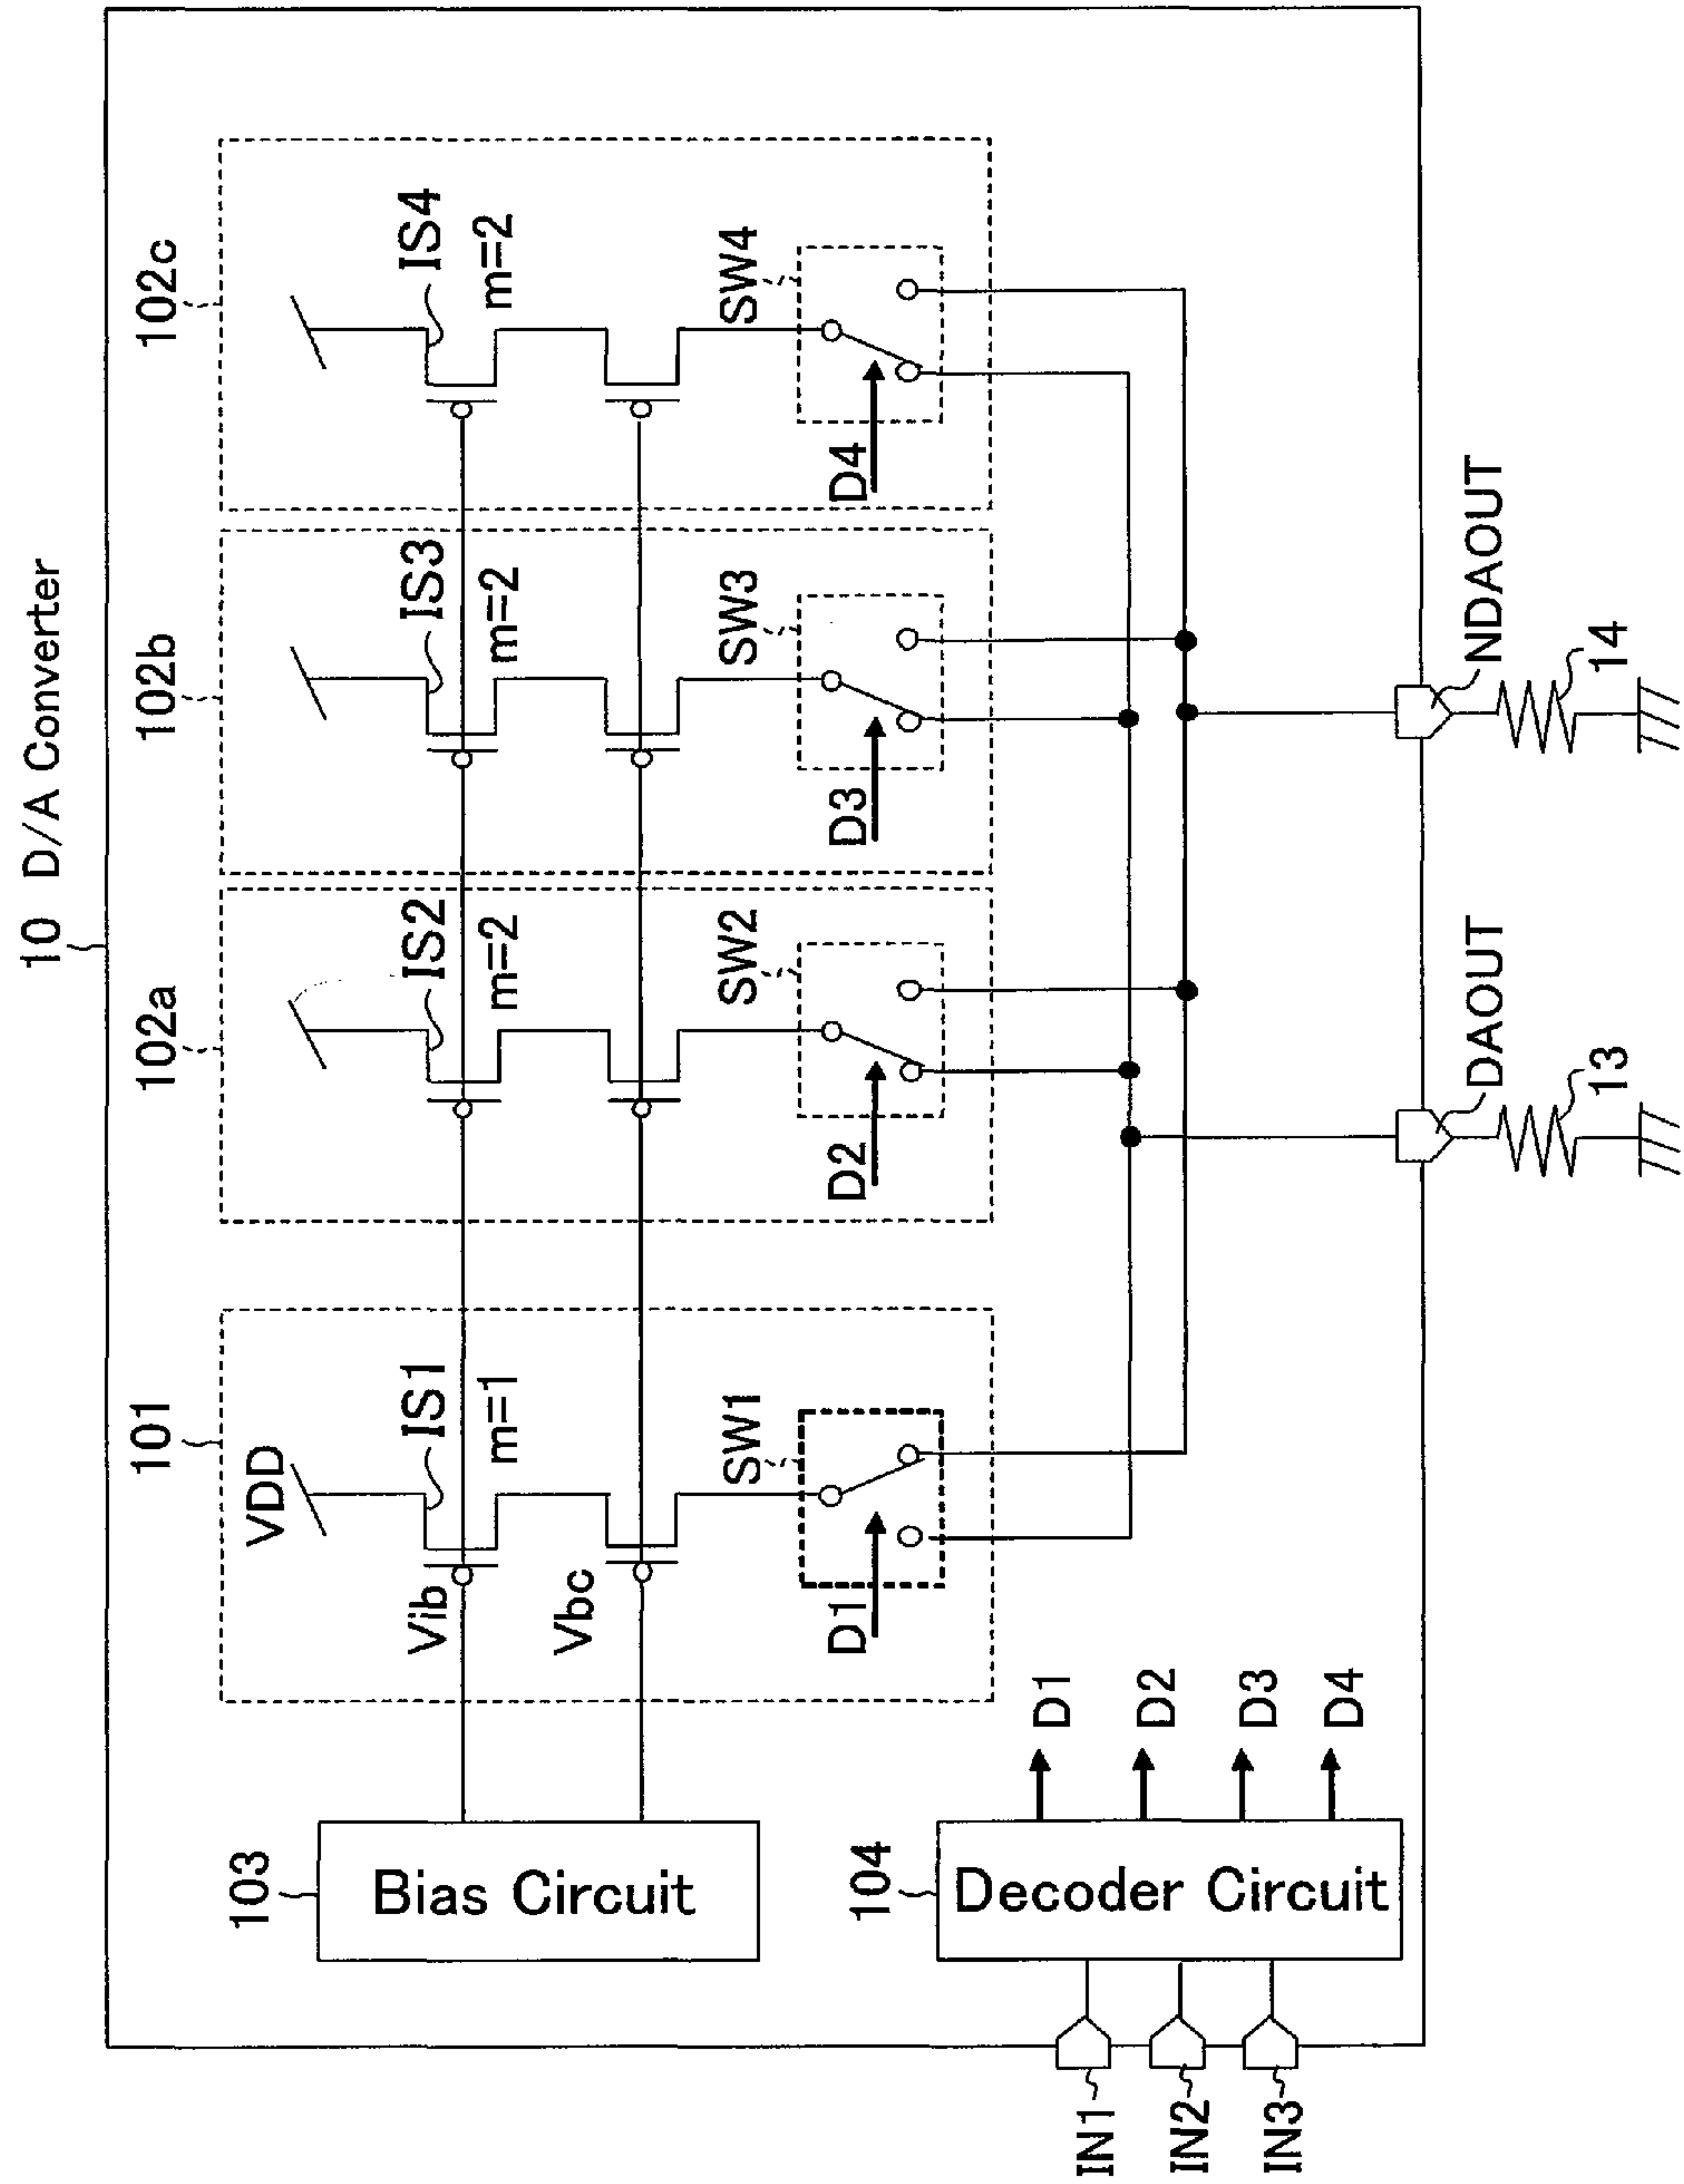 10 D/A Converter
101
102a
102b
102c
VDD
IS1
m=1
IS2
m=2
IS3
m=2
IS4
m=2
103
Bias Circuit
Vib
Vbc
SW1
SW2
SW3
SW4
D1
D2
D3
D4
104
Decoder Circuit
D1
D2
D3
D4
IN1
IN2
IN3
DAOUT
NDAOUT
13
14